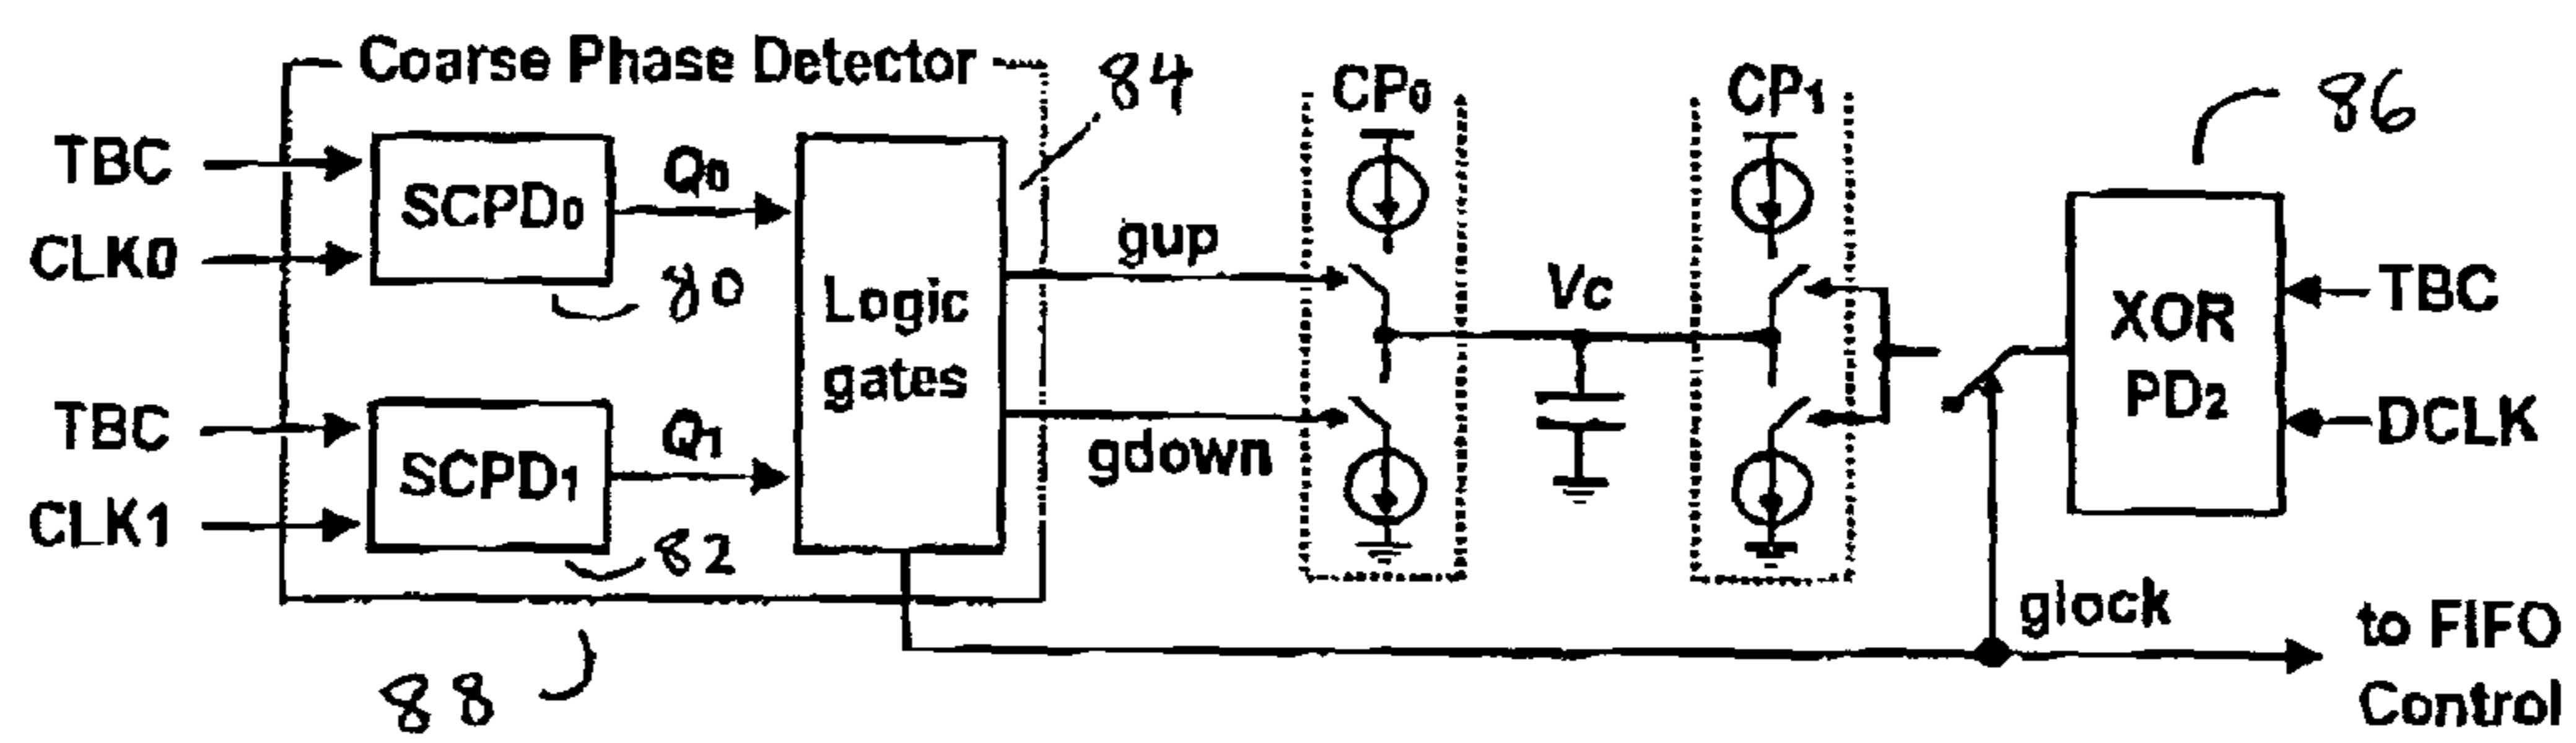 Coarse Phase Detector
84
CP0
CP1
86
TBC
CLK0
SCPD0
Q0
80
Logic
gates
gup
gdown
Vc
XOR
PD2
TBC
DCLK
TBC
CLK1
SCPD1
Q1
82
88
glock
to FIFO
Control